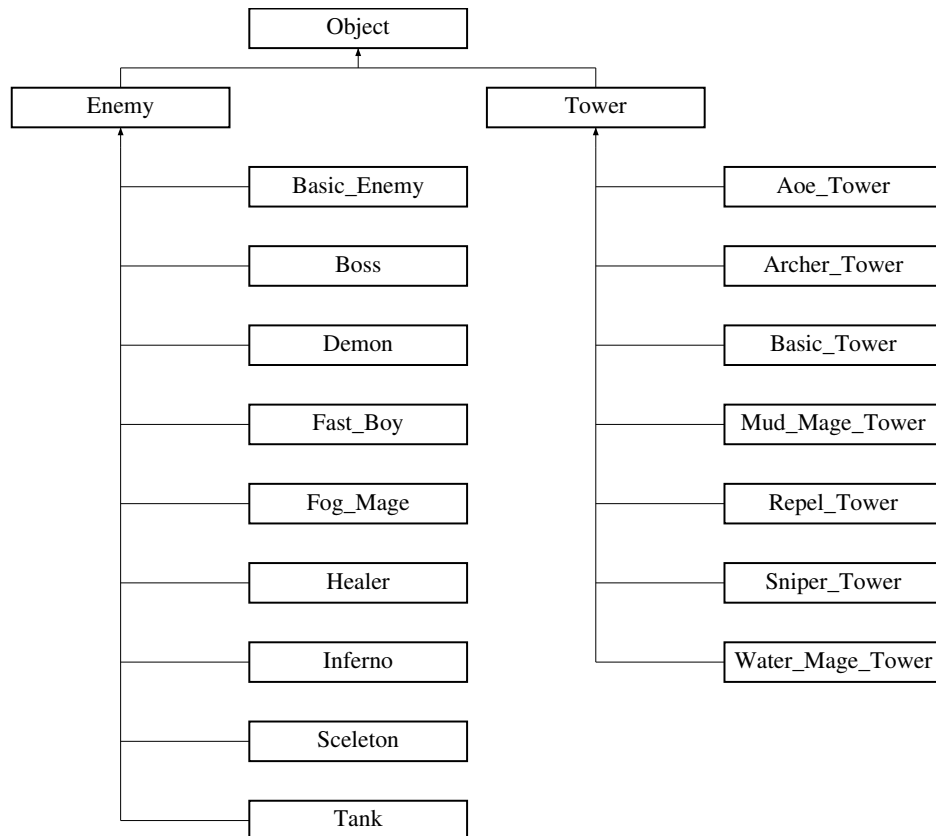 Object
Enemy
Tower
Basic_Enemy
Aoe_Tower
Boss
Archer_Tower
Demon
Basic_Tower
Fast_Boy
Mud_Mage_Tower
Fog_Mage
Repel_Tower
Healer
Sniper_Tower
Inferno
Water_Mage_Tower
Sceleton
Tank